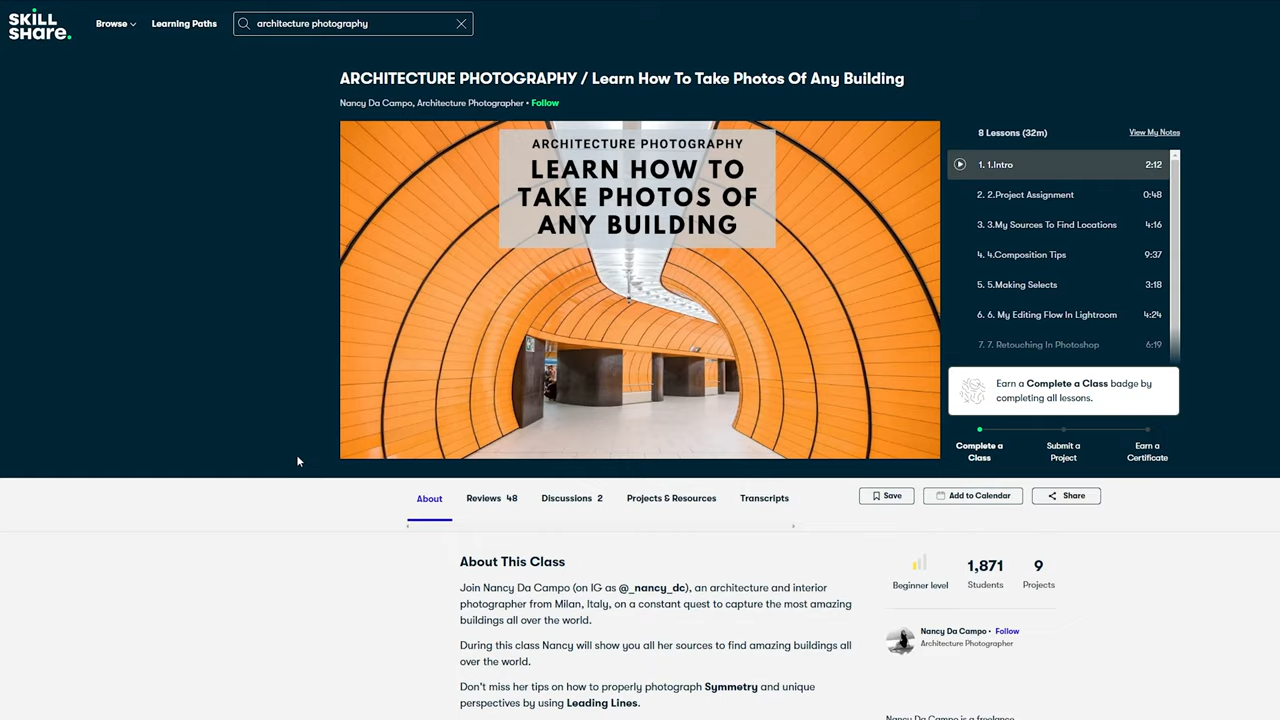 SKILL
SHARE.
Browse
Learning Paths
architecture photography
ARCHITECTURE PHOTOGRAPHY / Learn How To Take Photos Of Any Building
Nancy Da Campo, Architecture Photographer • Follow
ARCHITECTURE PHOTOGRAPHY
LEARN HOW TO
TAKE PHOTOS OF
ANY BUILDING
8 Lessons (32m)
View My Notes
1. 1.Intro 2:12
2. 2.Project Assignment 0:48
3. 3.My Sources To Find Locations 4:16
4. 4.Composition Tips 9:37
5. 5.Making Selects 3:18
6. 6. My Editing Flow In Lightroom 4:24
7. 7. Retouching In Photoshop 6:19
Earn a Complete a Class badge by
completing all lessons.
Complete a
Class
Submit a
Project
Earn a
Certificate
About
Reviews 48
Discussions 2
Projects & Resources
Transcripts
Save
Add to Calendar
Share
About This Class
Join Nancy Da Campo (on IG as @_nancy_dc), an architecture and interior
photographer from Milan, Italy, on a constant quest to capture the most amazing
buildings all over the world.
During this class Nancy will show you all her sources to find amazing buildings all
over the world.
Don't miss her tips on how to properly photograph Symmetry and unique
perspectives by using Leading Lines.
Beginner level
1,871
Students
9
Projects
Nancy Da Campo • Follow
Architecture Photographer
Nancy Da Campo is a freelance